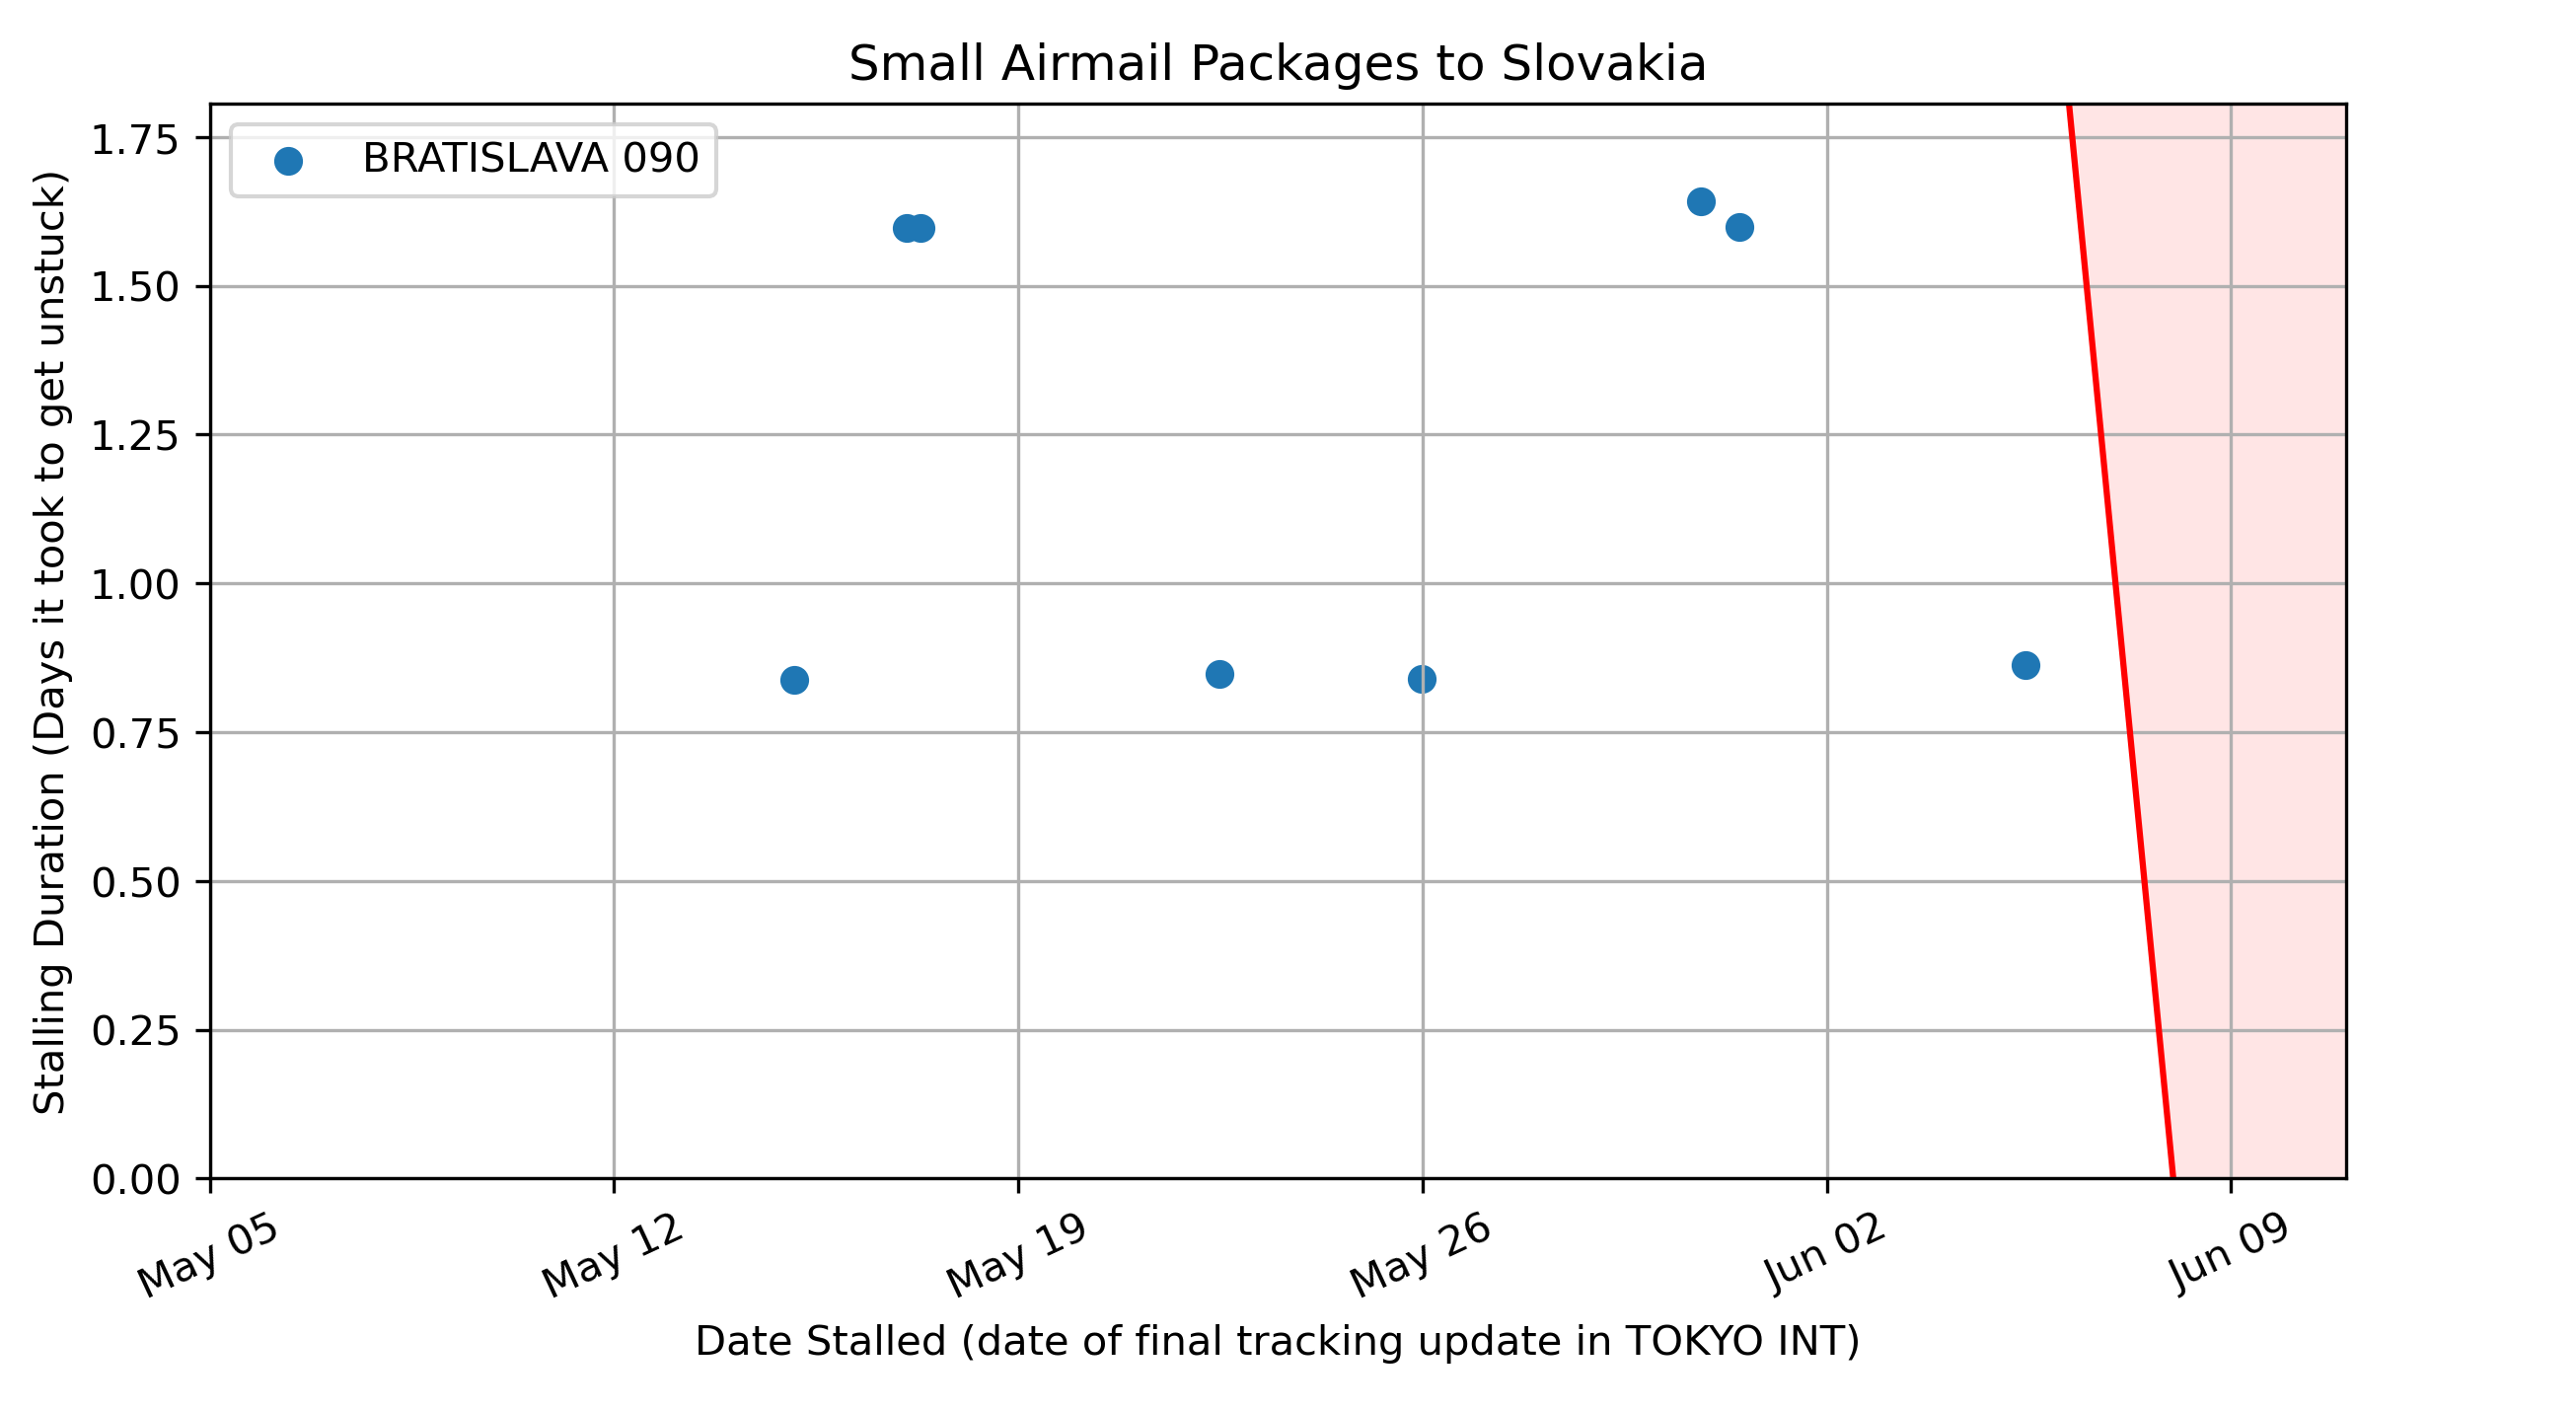 Small Airmail Packages to Slovakia
BRATISLAVA 090
Stalling Duration (Days it took to get unstuck)
1.75
1.50
1.25
1.00
0.75
0.50
0.25
0.00
May 05
May 12
May 19
May 26
Jun 02
Jun 09
Date Stalled (date of final tracking update in TOKYO INT)